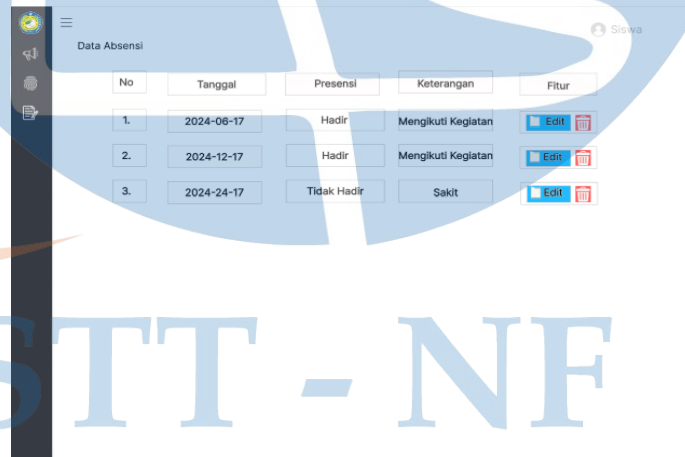 Siswa
Data Absensi
No Tanggal Presensi Keterangan Fitur
1. 2024-06-17 Hadir Mengikuti Kegiatan Edit
2. 2024-12-17 Hadir Mengikuti Kegiatan Edit
3. 2024-24-17 Tidak Hadir Sakit Edit
STT - NF